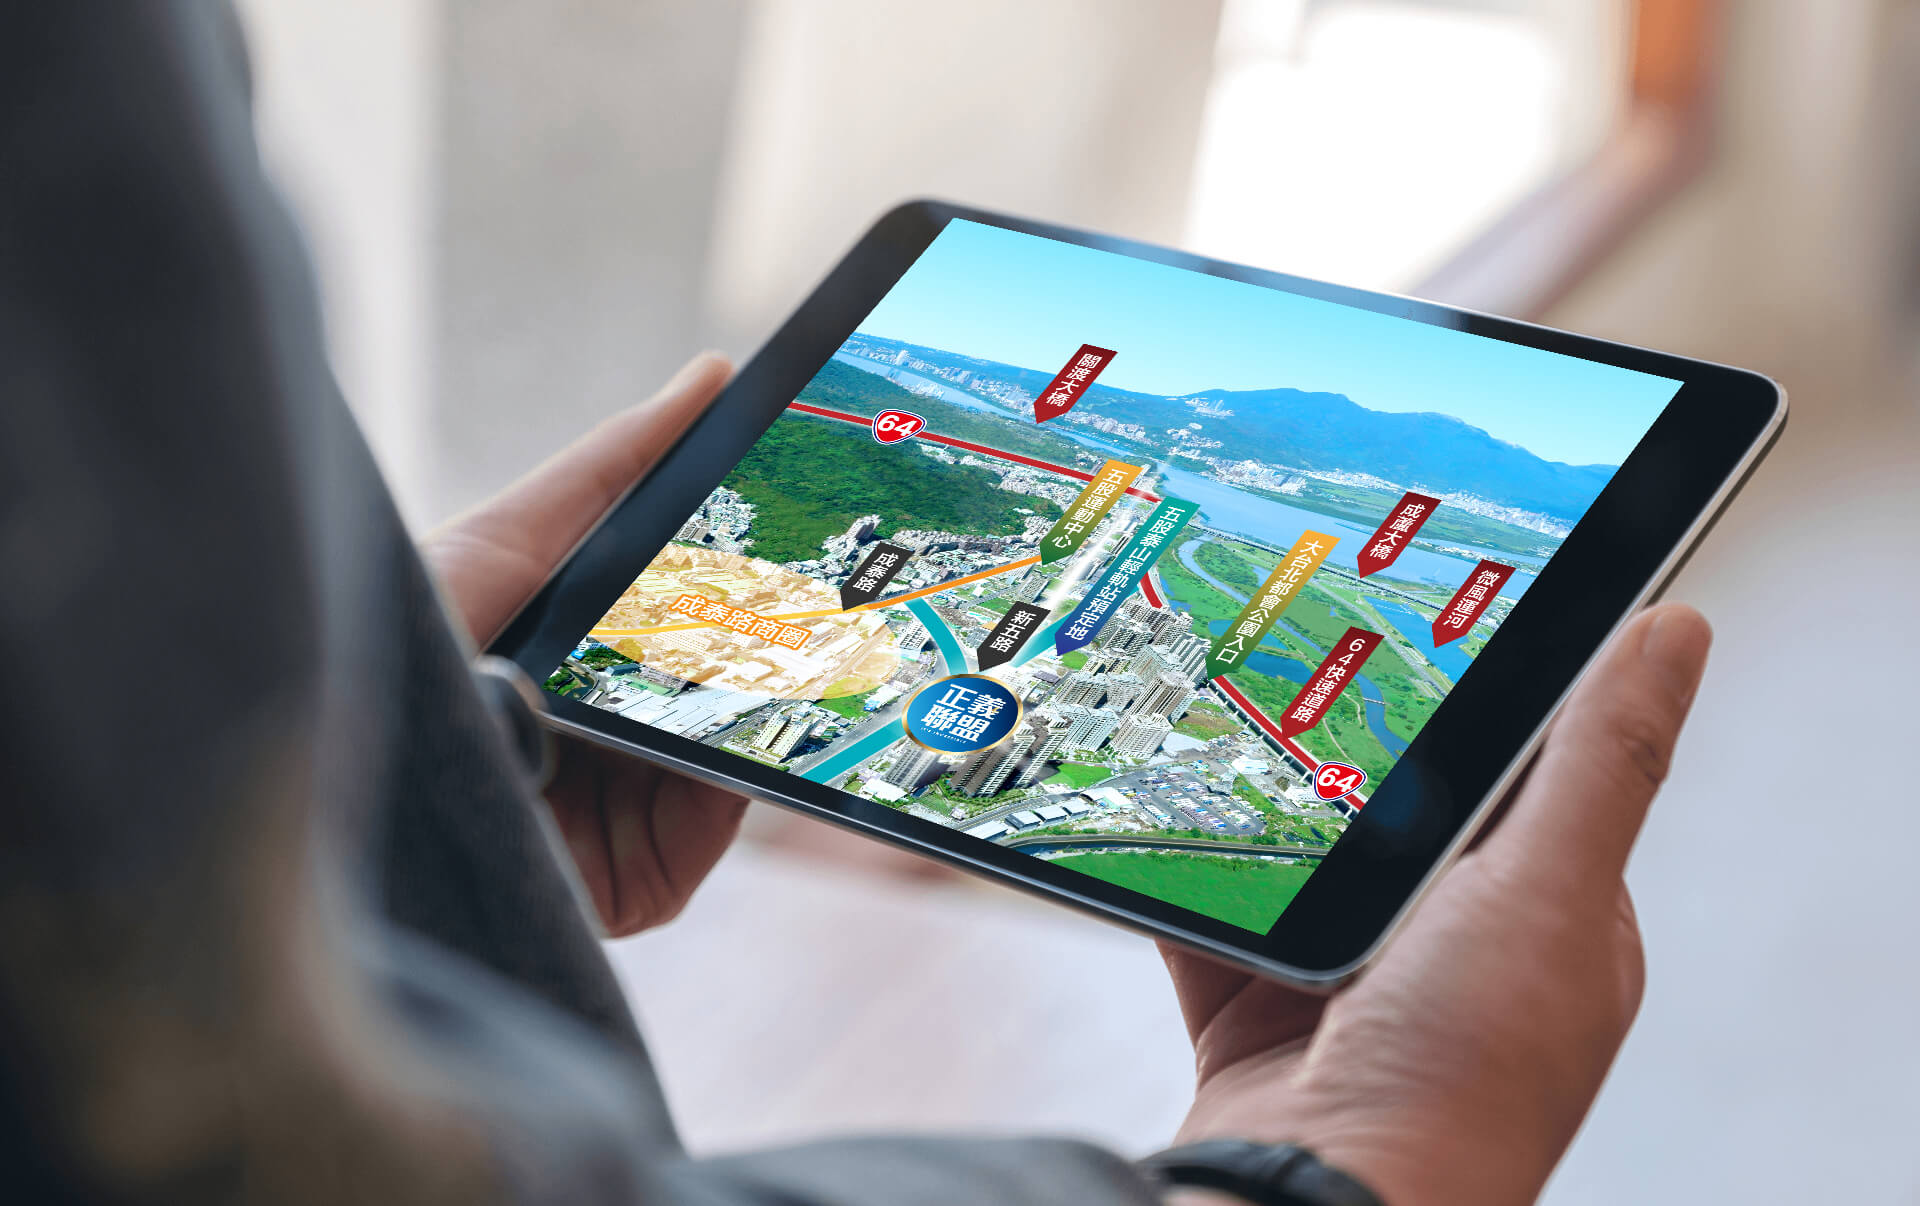 關渡大橋
64
五股運動中心
五股泰山輕軌站預定地
成蘆大橋
大台北都會公園入口
微風運河
成泰路
成泰路商圈
新五路
64快速道路
正義
聯盟
64